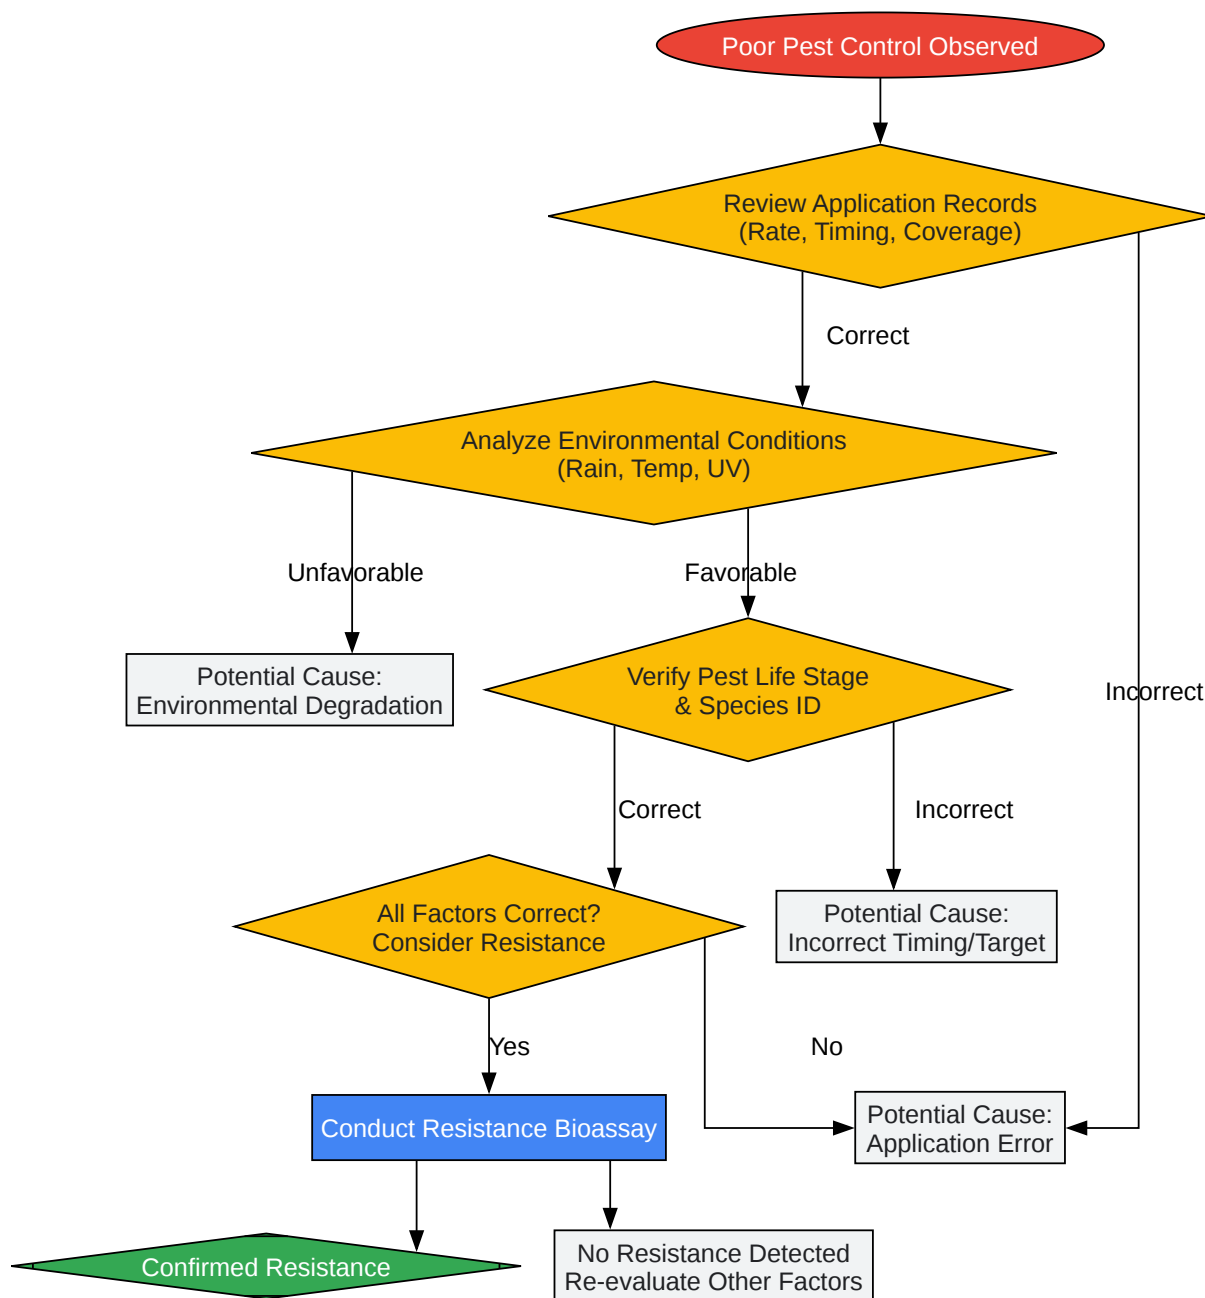 Poor Pest Control Observed
Review Application Records
(Rate, Timing, Coverage)
Correct
Analyze Environmental Conditions
(Rain, Temp, UV)
Unfavorable
Favorable
Potential Cause:
Environmental Degradation
Verify Pest Life Stage
& Species ID
Incorrect
Correct
Incorrect
All Factors Correct?
Consider Resistance
Potential Cause:
Incorrect Timing/Target
Yes
No
Conduct Resistance Bioassay
Potential Cause:
Application Error
Confirmed Resistance
No Resistance Detected
Re-evaluate Other Factors